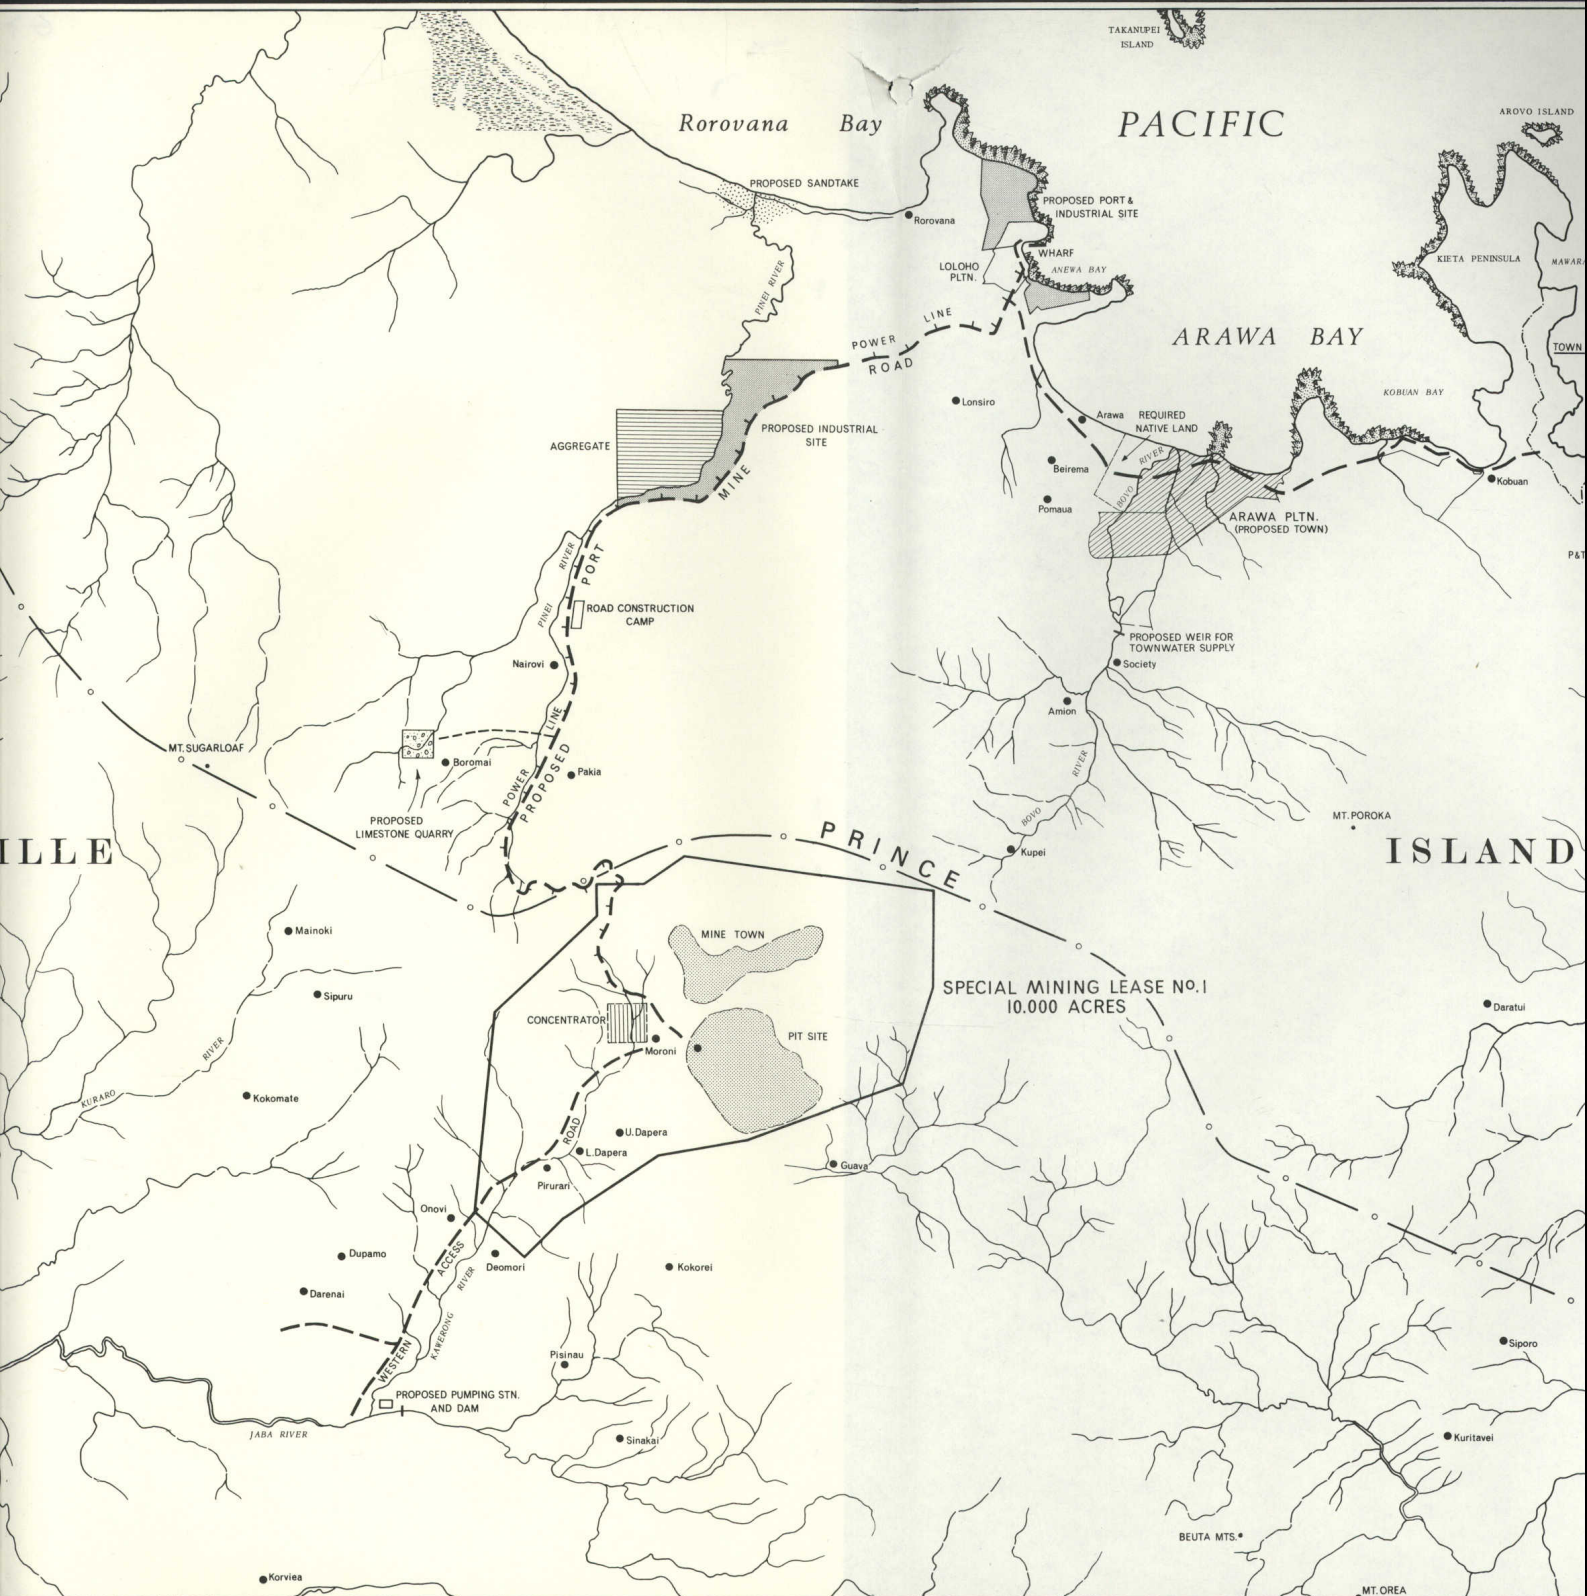 TAKANUPEI
ISLAND
Rorovana Bay
PACIFIC
AROVO ISLAND
PROPOSED SANDTAKE
Rorovana
PROPOSED PORT &
INDUSTRIAL SITE
WHARF
LOLOHO
PLTN.
ANEWA BAY
KIETA PENINSULA
MAWARA
PINEI RIVER
POWER LINE
ROAD
ARAWA BAY
TOWN
KOBUAN BAY
Lonsiro
Arawa
REQUIRED
NATIVE LAND
AGGREGATE
PROPOSED INDUSTRIAL
SITE
MINE
Beirema
BOVO RIVER
Kobuan
Pomaua
ARAWA PLTN.
(PROPOSED TOWN)
P&T
PORT
PINEI RIVER
ROAD CONSTRUCTION
CAMP
PROPOSED WEIR FOR
TOWNWATER SUPPLY
Nairovi
Society
Amion
MT. SUGARLOAF
Boromai
POWER LINE
PROPOSED
Pakia
BOVO RIVER
PROPOSED
LIMESTONE QUARRY
MT. POROKA
ILLE
PRINCE
Kupei
ISLAND
Mainoki
MINE TOWN
Sipuru
SPECIAL MINING LEASE No.1
10.000 ACRES
Daratui
CONCENTRATOR
PIT SITE
Moroni
KURARO RIVER
Kokomate
U. Dapera
ROAD
L. Dapera
Guava
Pirurari
Onovi
Dupamo
ACCESS
Deomori
Kokorei
Darenai
KAWERONG RIVER
Siporo
WESTERN
Pisinau
PROPOSED PUMPING STN.
AND DAM
JABA RIVER
Sinakai
Kuritavei
BEUTA MTS.
Korviea
MT. OREA